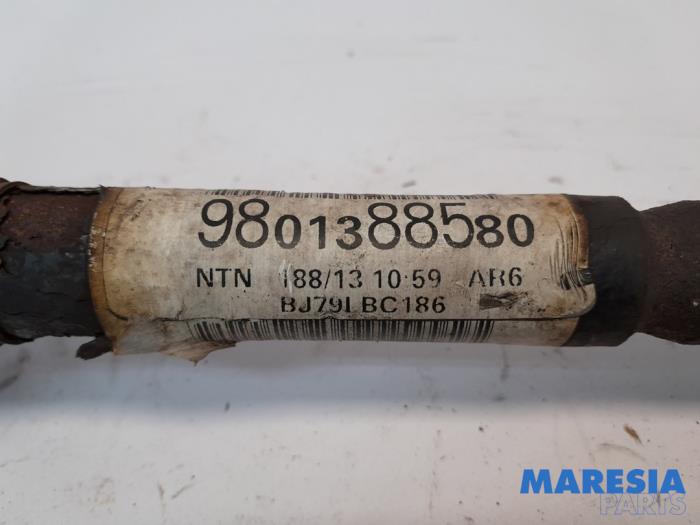 9801388580
NTN 188/13 10:59 AR6
BJ79LBC186
MARESIA
PARTS